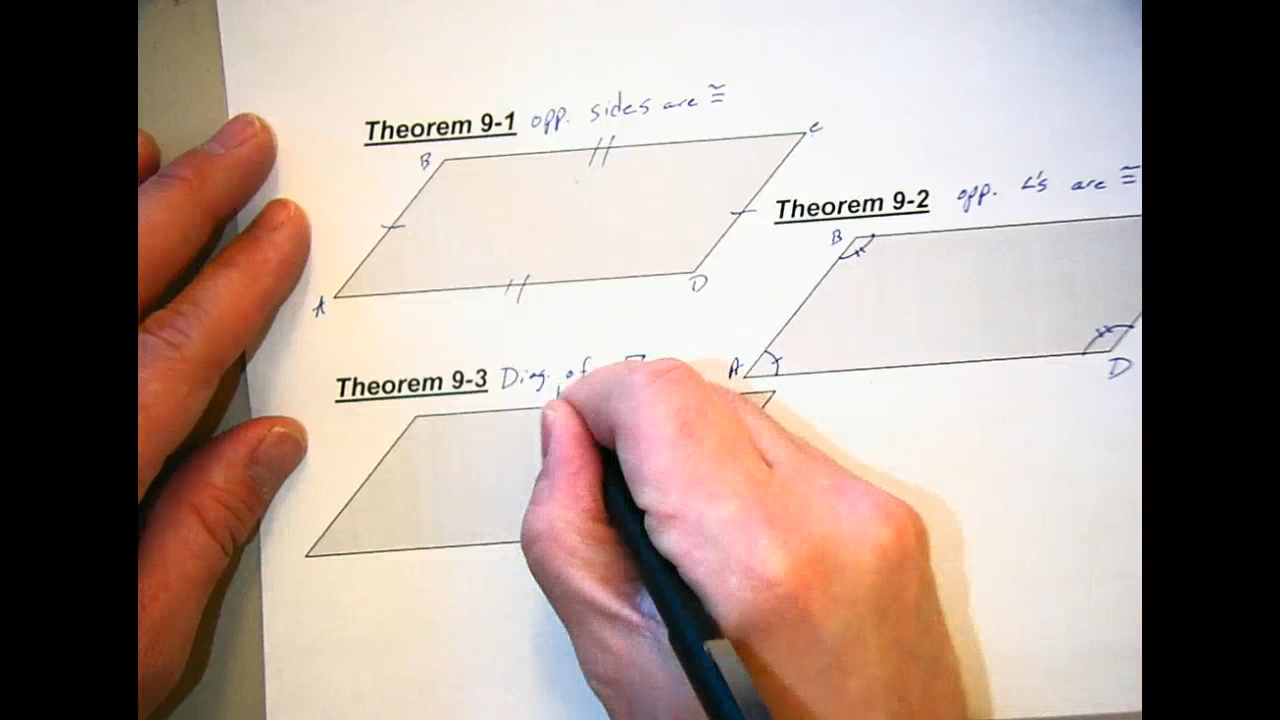 Theorem 9-1 opp. sides are ≅
B
C
A
D
Theorem 9-2 opp. ∠'s are ≅
B
A
D
Theorem 9-3 Diag. of